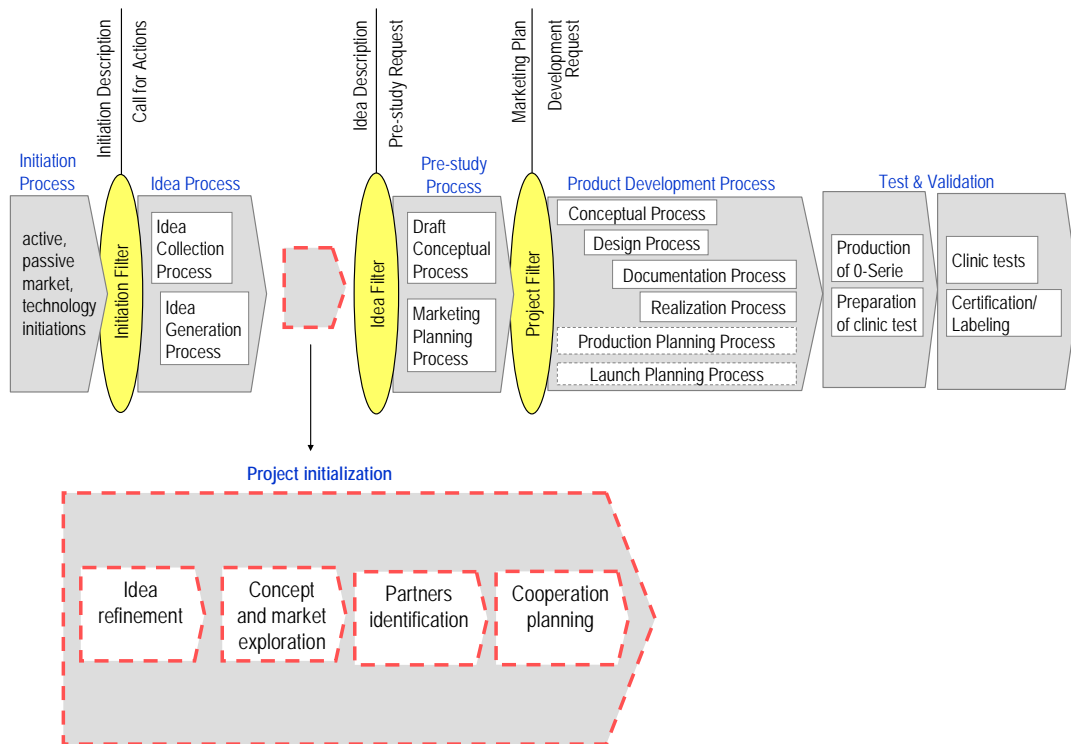 Initiation Description
Call for Actions
Idea Description
Pre-study Request
Marketing Plan
Development
Request
Initiation
Process
Idea Process
Pre-study
Process
Product Development Process
Test & Validation
active,
passive
market,
technology
initiations
Initiation Filter
Idea
Collection
Process
Idea
Generation
Process
Idea Filter
Draft
Conceptual
Process
Marketing
Planning
Process
Project Filter
Conceptual Process
Design Process
Documentation Process
Realization Process
Production Planning Process
Launch Planning Process
Production
of 0-Serie
Preparation
of clinic test
Clinic tests
Certification/
Labeling
Project initialization
Idea
refinement
Concept
and market
exploration
Partners
identification
Cooperation
planning